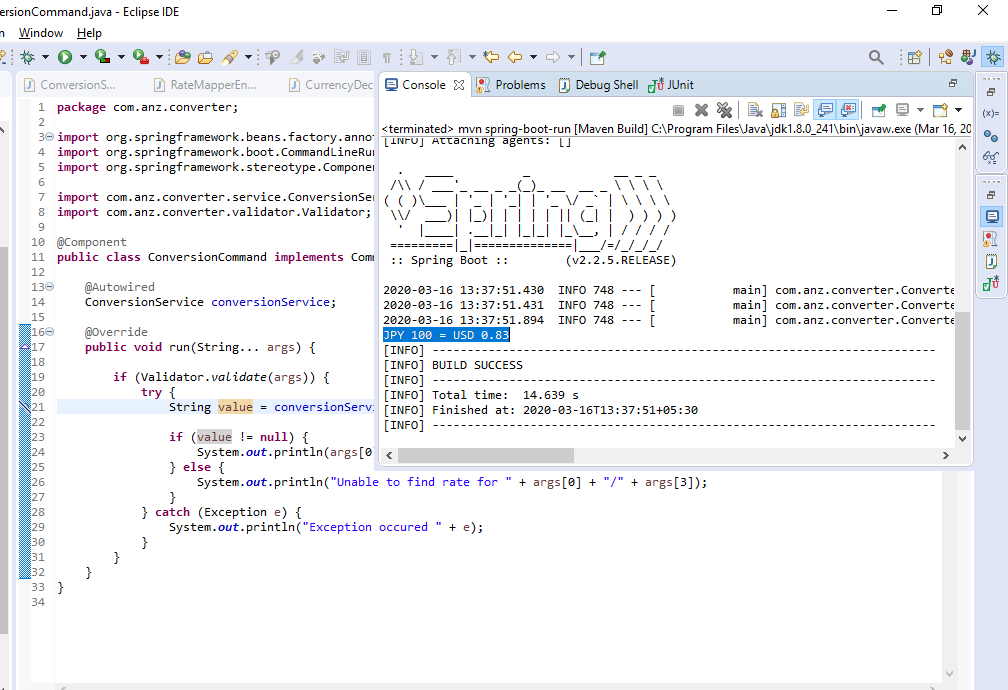 ersionCommand.java - Eclipse IDE
n Window Help
ConversionS...
RateMapperEn...
CurrencyDec
Console
Problems
Debug Shell
JUnit
<terminated> mvn spring-boot-run [Maven Build] C:\Program Files\Java\jdk1.8.0_241\bin\javaw.exe (Mar 16, 20
[INFO] Attaching agents: []
:: Spring Boot :: (v2.2.5.RELEASE)
2020-03-16 13:37:51.430 INFO 748 --- [ main] com.anz.converter.Converte
2020-03-16 13:37:51.431 INFO 748 --- [ main] com.anz.converter.Converte
2020-03-16 13:37:51.894 INFO 748 --- [ main] com.anz.converter.Converte
JPY 100 = USD 0.83
[INFO] ------------------------------------------------------------------------
[INFO] BUILD SUCCESS
[INFO] ------------------------------------------------------------------------
[INFO] Total time: 14.639 s
[INFO] Finished at: 2020-03-16T13:37:51+05:30
[INFO] ------------------------------------------------------------------------
1 package com.anz.converter;
2
3 import org.springframework.beans.factory.anno
4 import org.springframework.boot.CommandLineRu
5 import org.springframework.stereotype.Componen
6
7 import com.anz.converter.service.ConversionSe
8 import com.anz.converter.validator.Validator;
9
10 @Component
11 public class ConversionCommand implements Com
12
13 @Autowired
14 ConversionService conversionService;
15
16 @Override
17 public void run(String... args) {
18
19 if (Validator.validate(args)) {
20 try {
21 String value = conversionServi
22
23 if (value != null) {
24 System.out.println(args[0
25 } else {
26 System.out.println("Unable to find rate for " + args[0] + "/" + args[3]);
27 }
28 } catch (Exception e) {
29 System.out.println("Exception occured " + e);
30 }
31 }
32 }
33 }
34